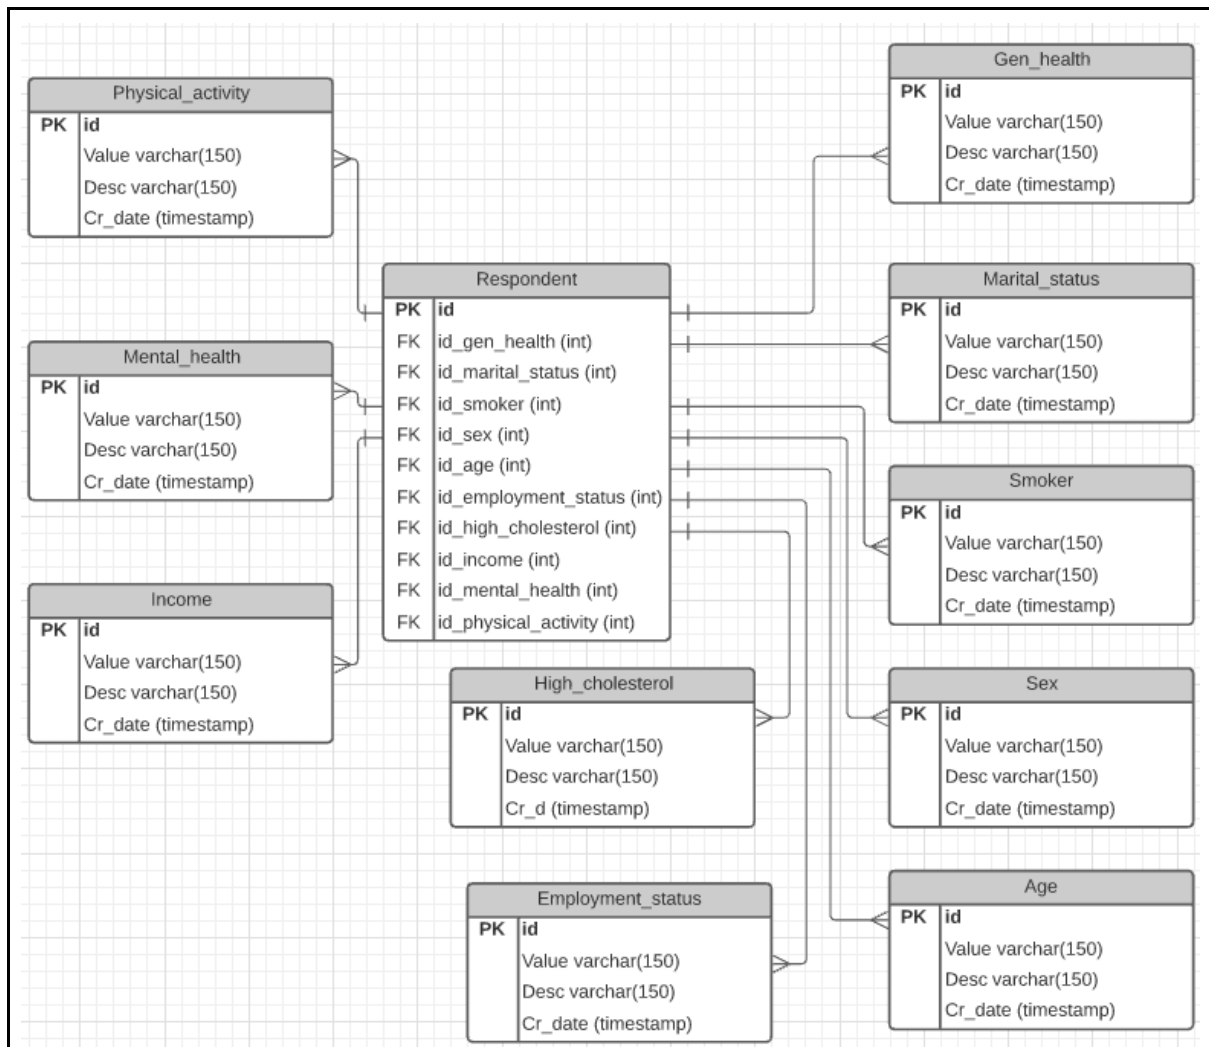 Physical_activity
PK id
Value varchar(150)
Desc varchar(150)
Cr_date (timestamp)
Gen_health
PK id
Value varchar(150)
Desc varchar(150)
Cr_date (timestamp)
Respondent
PK id
FK id_gen_health (int)
FK id_marital_status (int)
FK id_smoker (int)
FK id_sex (int)
FK id_age (int)
FK id_employment_status (int)
FK id_high_cholesterol (int)
FK id_income (int)
FK id_mental_health (int)
FK id_physical_activity (int)
Marital_status
PK id
Value varchar(150)
Desc varchar(150)
Cr_date (timestamp)
Mental_health
PK id
Value varchar(150)
Desc varchar(150)
Cr_date (timestamp)
Smoker
PK id
Value varchar(150)
Desc varchar(150)
Cr_date (timestamp)
Income
PK id
Value varchar(150)
Desc varchar(150)
Cr_date (timestamp)
High_cholesterol
PK id
Value varchar(150)
Desc varchar(150)
Cr_d (timestamp)
Sex
PK id
Value varchar(150)
Desc varchar(150)
Cr_date (timestamp)
Employment_status
PK id
Value varchar(150)
Desc varchar(150)
Cr_date (timestamp)
Age
PK id
Value varchar(150)
Desc varchar(150)
Cr_date (timestamp)